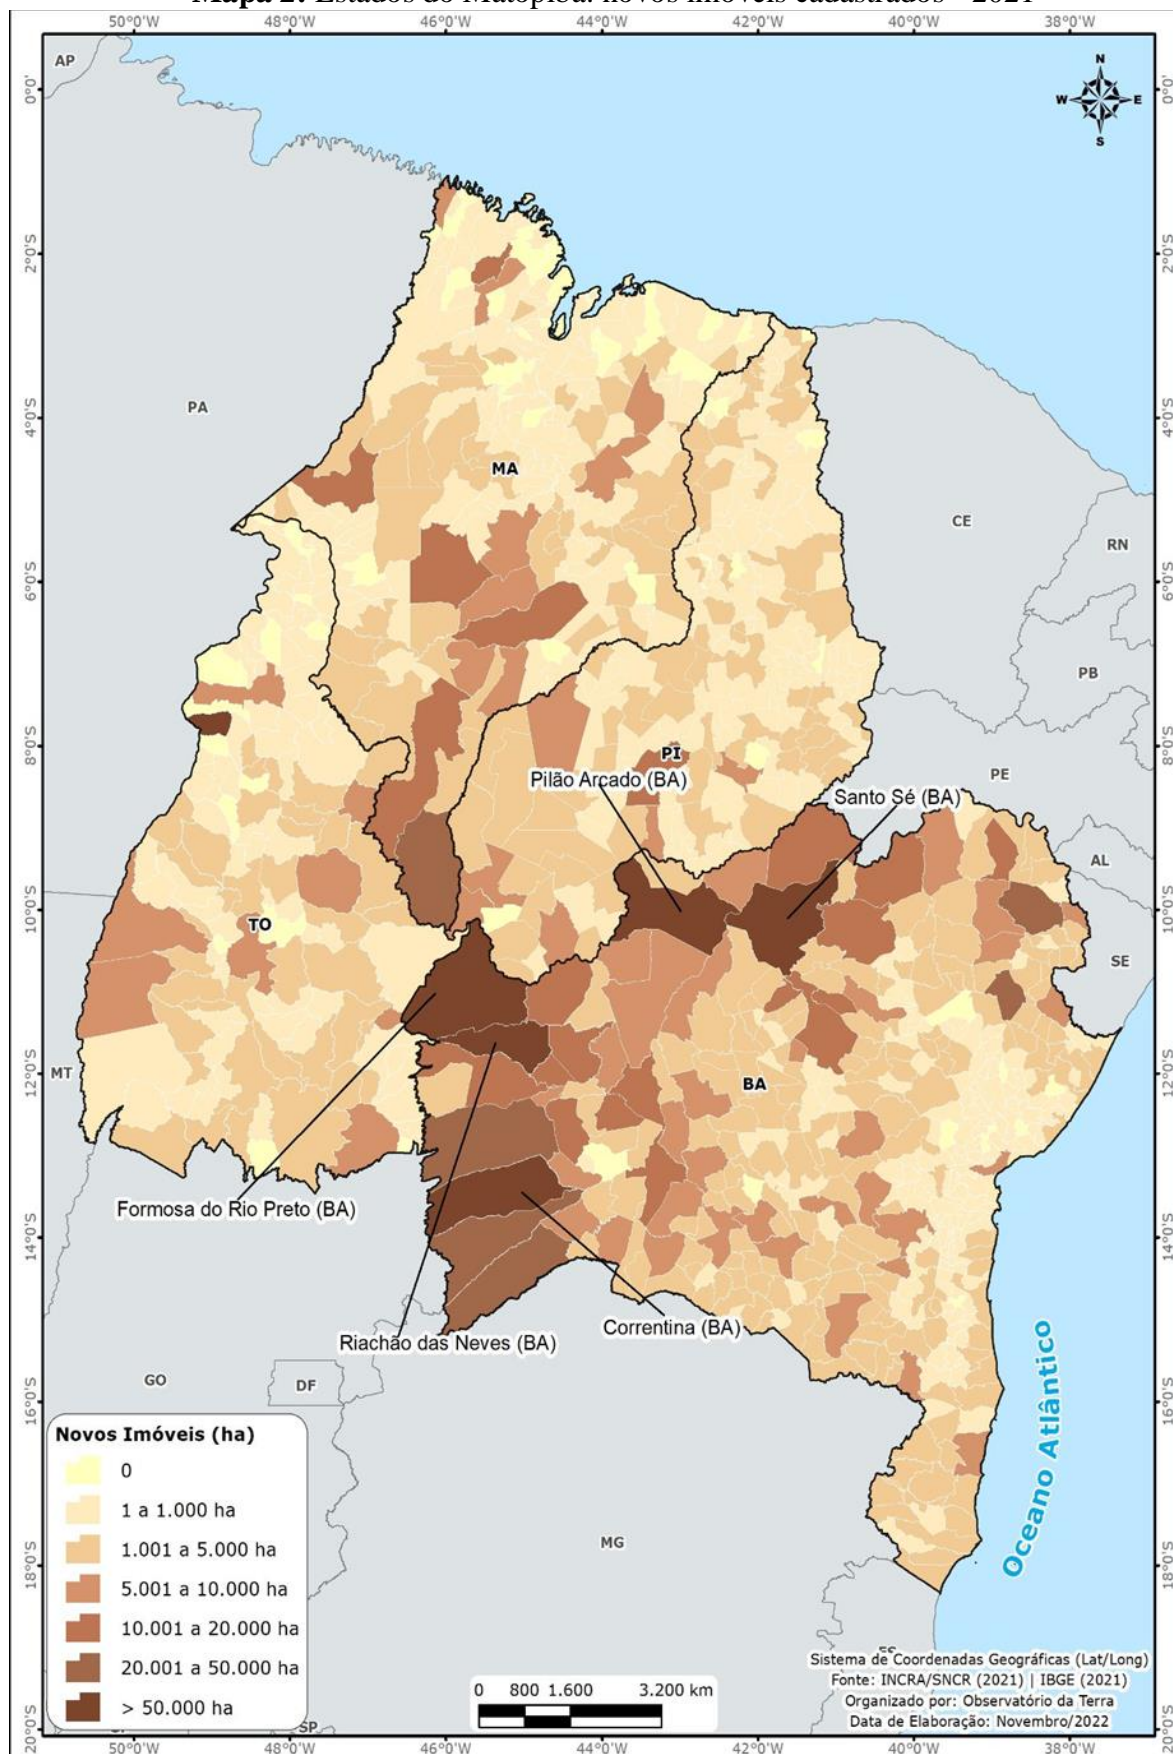 Mapa 2: Estados do Matopiba: novos imóveis cadastrados - 2021
50°0'W 48°0'W 46°0'W 44°0'W 42°0'W 40°0'W 38°0'W
AP
N
W E
S
0°0' 0°0'
2°0'S 2°0'S
4°0'S 4°0'S
PA
MA
CE
RN
6°0'S 6°0'S
PB
8°0'S 8°0'S
PI
PE
Pilão Arcado (BA)
Santo Sé (BA)
AL
10°0'S 10°0'S
TO
SE
12°0'S 12°0'S
MT
BA
Formosa do Rio Preto (BA)
14°0'S 14°0'S
Correntina (BA)
Riachão das Neves (BA)
GO
DF
16°0'S 16°0'S
Oceano Atlântico
Novos Imóveis (ha)
0
1 a 1.000 ha
1.001 a 5.000 ha
5.001 a 10.000 ha
10.001 a 20.000 ha
20.001 a 50.000 ha
> 50.000 ha
MG
18°0'S 18°0'S
ES
SP
0 800 1.600 3.200 km
Sistema de Coordenadas Geográficas (Lat/Long)
Fonte: INCRA/SNCR (2021) | IBGE (2021)
Organizado por: Observatório da Terra
Data de Elaboração: Novembro/2022
20°0'S 20°0'S
50°0'W 48°0'W 46°0'W 44°0'W 42°0'W 40°0'W 38°0'W